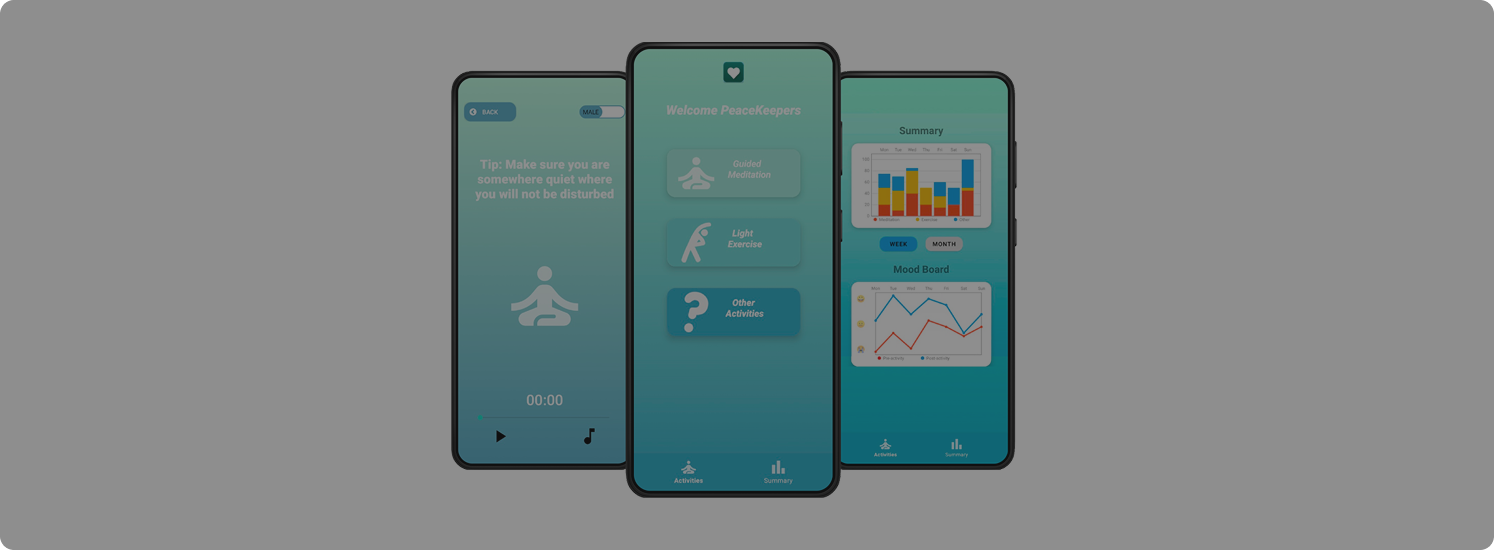 BACK
MALE
Tip: Make sure you are
somewhere quiet where
you will not be disturbed
00:00
Welcome PeaceKeepers
Guided
Meditation
Light
Exercise
Other
Activities
Activities
Summary
Summary
Mon Tue Wed Thu Fri Sat Sun
100
80
60
40
20
0
Meditation Exercise Other
WEEK
MONTH
Mood Board
Mon Tue Wed Thu Fri Sat Sun
Pre-activity Post-activity
Activities
Summary